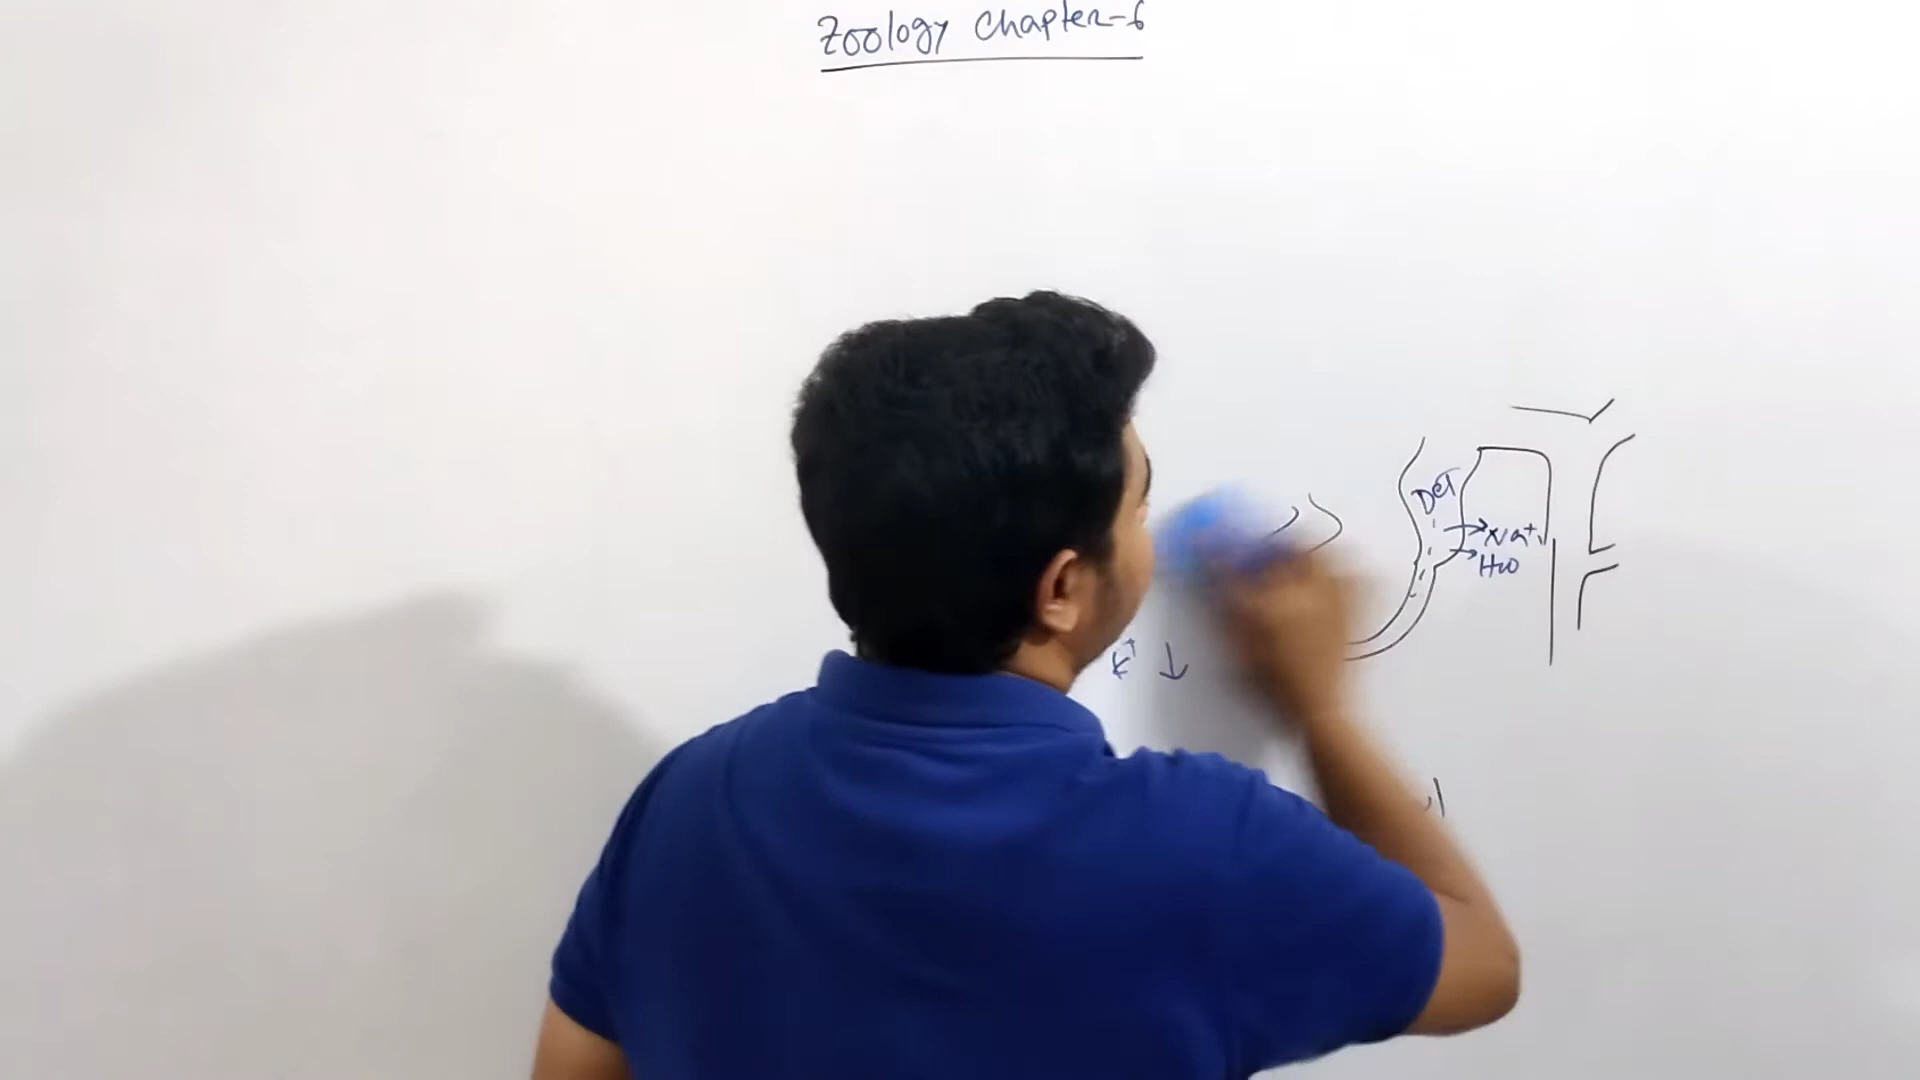 Zoology Chapter-6
DCT
Na⁺
H₂O
K⁺ ↓